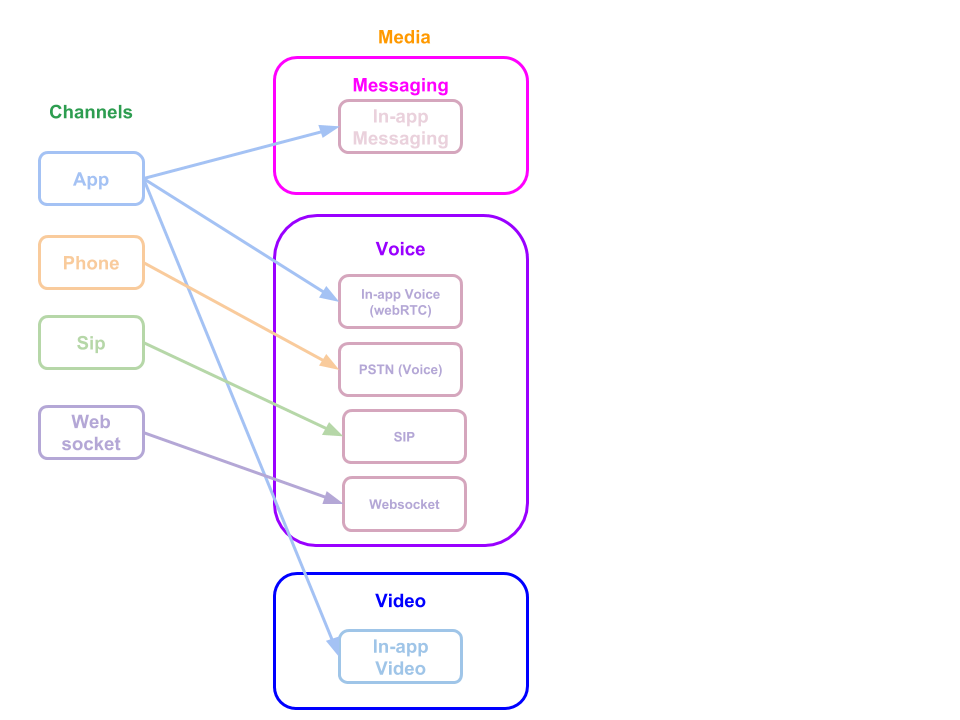 Media
Messaging
In-app
Messaging
Channels
App
Phone
Sip
Web
socket
Voice
In-app Voice
(webRTC)
PSTN (Voice)
SIP
Websocket
Video
In-app
Video